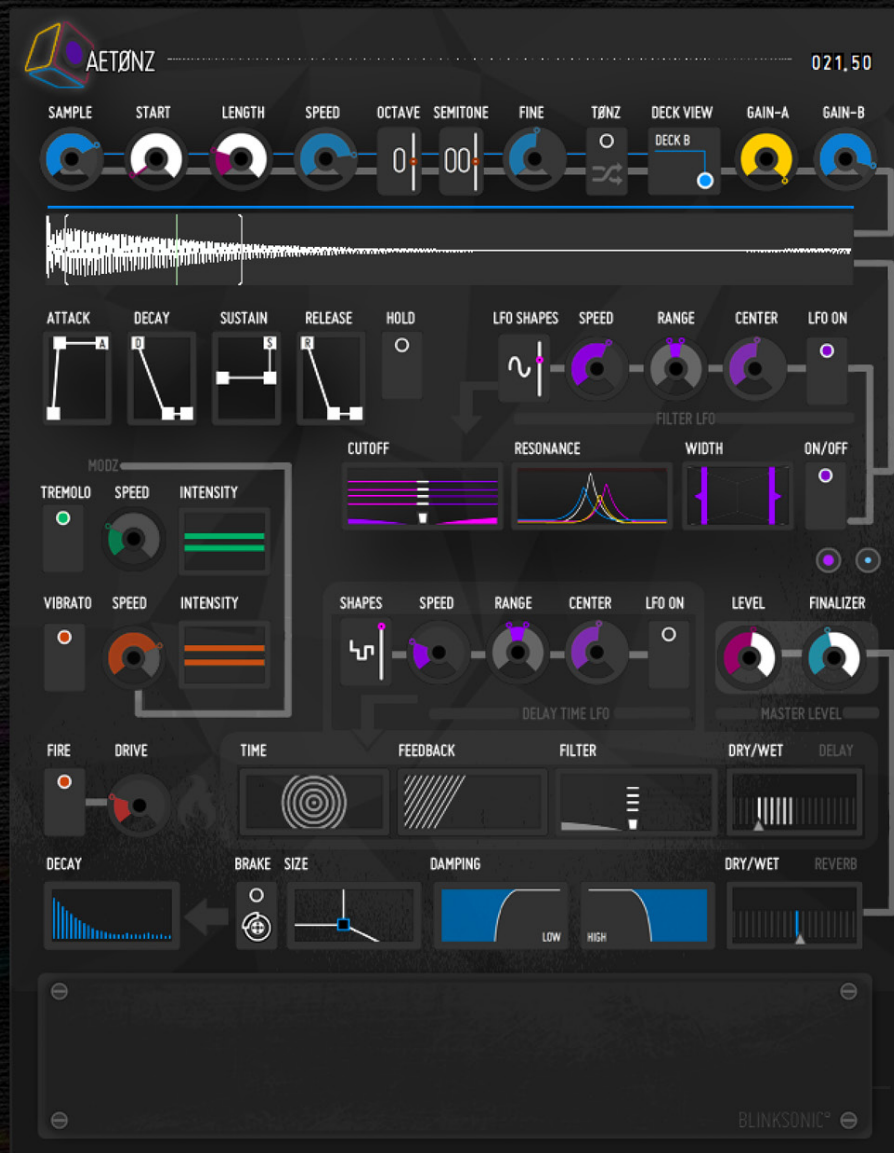 AETØNZ
021,50
SAMPLE START LENGTH SPEED OCTAVE SEMITONE FINE TØNZ DECK VIEW GAIN-A GAIN-B
0 00 DECK B
ATTACK DECAY SUSTAIN RELEASE HOLD LFO SHAPES SPEED RANGE CENTER LFO ON
A D S R
FILTER LFO
CUTOFF RESONANCE WIDTH ON/OFF
MODZ
TREMOLO SPEED INTENSITY
VIBRATO SPEED INTENSITY SHAPES SPEED RANGE CENTER LFO ON LEVEL FINALIZER
DELAY TIME LFO MASTER LEVEL
FIRE DRIVE TIME FEEDBACK FILTER DRY/WET DELAY
DECAY BRAKE SIZE DAMPING DRY/WET REVERB
LOW HIGH
BLINKSONIC°